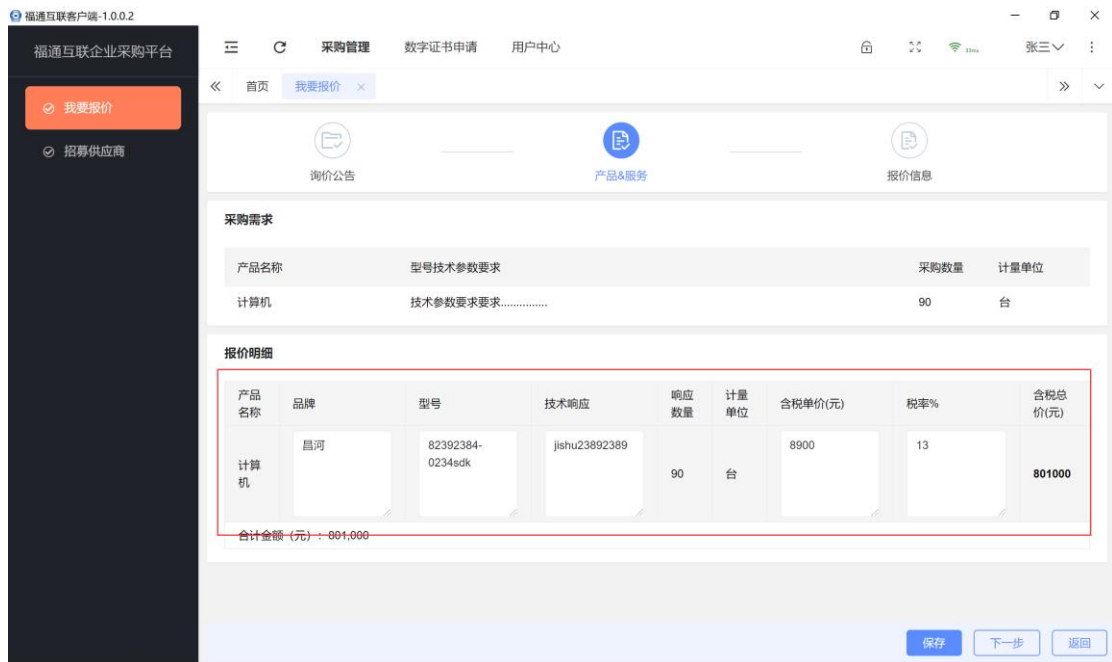 福通互联客户端-1.0.0.2
福通互联企业采购平台
采购管理 数字证书申请 用户中心 张三
首页 我要报价
我要报价
招募供应商
询价公告 产品&服务 报价信息
采购需求
产品名称 型号技术参数要求 采购数量 计量单位
计算机 技术参数要求要求............... 90 台
报价明细
产品名称 品牌 型号 技术响应 响应数量 计量单位 含税单价(元) 税率% 含税总价(元)
计算机 昌河 82392384-0234sdk jishu23892389 90 台 8900 13 801000
合计金额（元）: 801,000
保存 下一步 返回